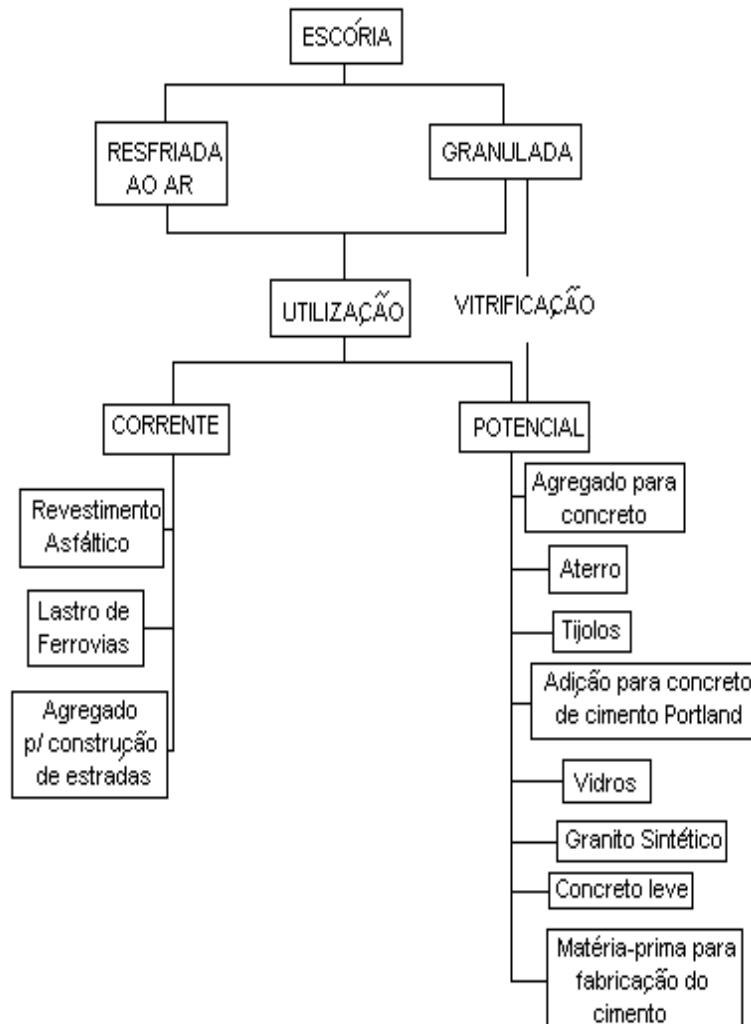 ESCÓRIA
RESFRIADA
AO AR
GRANULADA
UTILIZAÇÃO
VITRIFICAÇÃO
CORRENTE
Revestimento
Asfáltico
Lastro de
Ferrovias
Agregado
p/ construção
de estradas
POTENCIAL
Agregado para
concreto
Aterro
Tijolos
Adição para concreto
de cimento Portland
Vidros
Granito Sintético
Concreto leve
Matéria-prima para
fabricação do
cimento